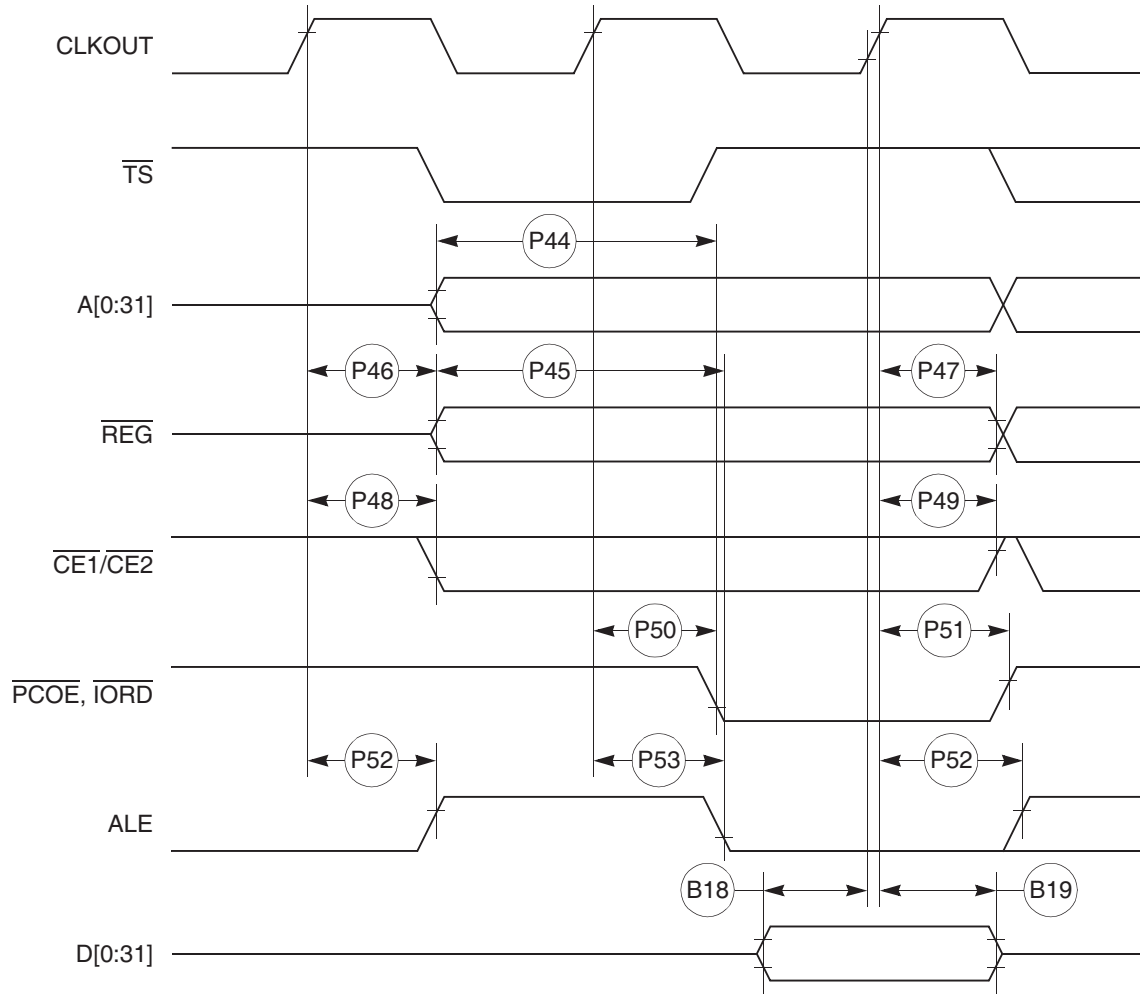 CLKOUT
TS
P44
A[0:31]
P46
P45
P47
REG
P48
P49
CE1/CE2
P50
P51
PCOE, IORD
P52
P53
P52
ALE
B18
B19
D[0:31]